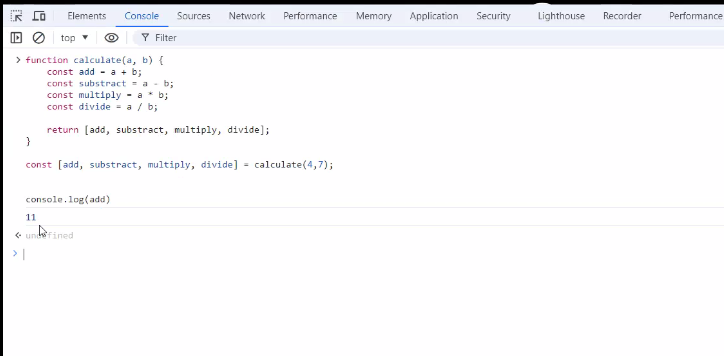 Elements Console Sources Network Performance Memory Application Security Lighthouse Recorder Performance
top Filter
function calculate(a, b) {
const add = a + b;
const substract = a - b;
const multiply = a * b;
const divide = a / b;
return [add, substract, multiply, divide];
}
const [add, substract, multiply, divide] = calculate(4,7);
console.log(add)
11
undefined